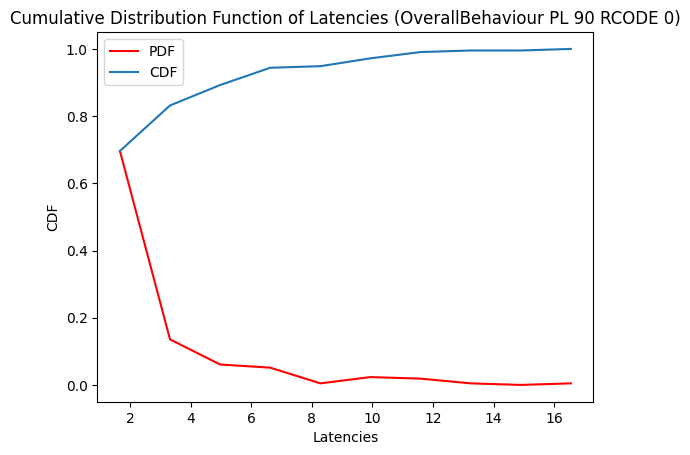 Cumulative Distribution Function of Latencies (OverallBehaviour PL 90 RCODE 0)
PDF
CDF
1.0
0.8
0.6
0.4
0.2
0.0
CDF
2 4 6 8 10 12 14 16
Latencies